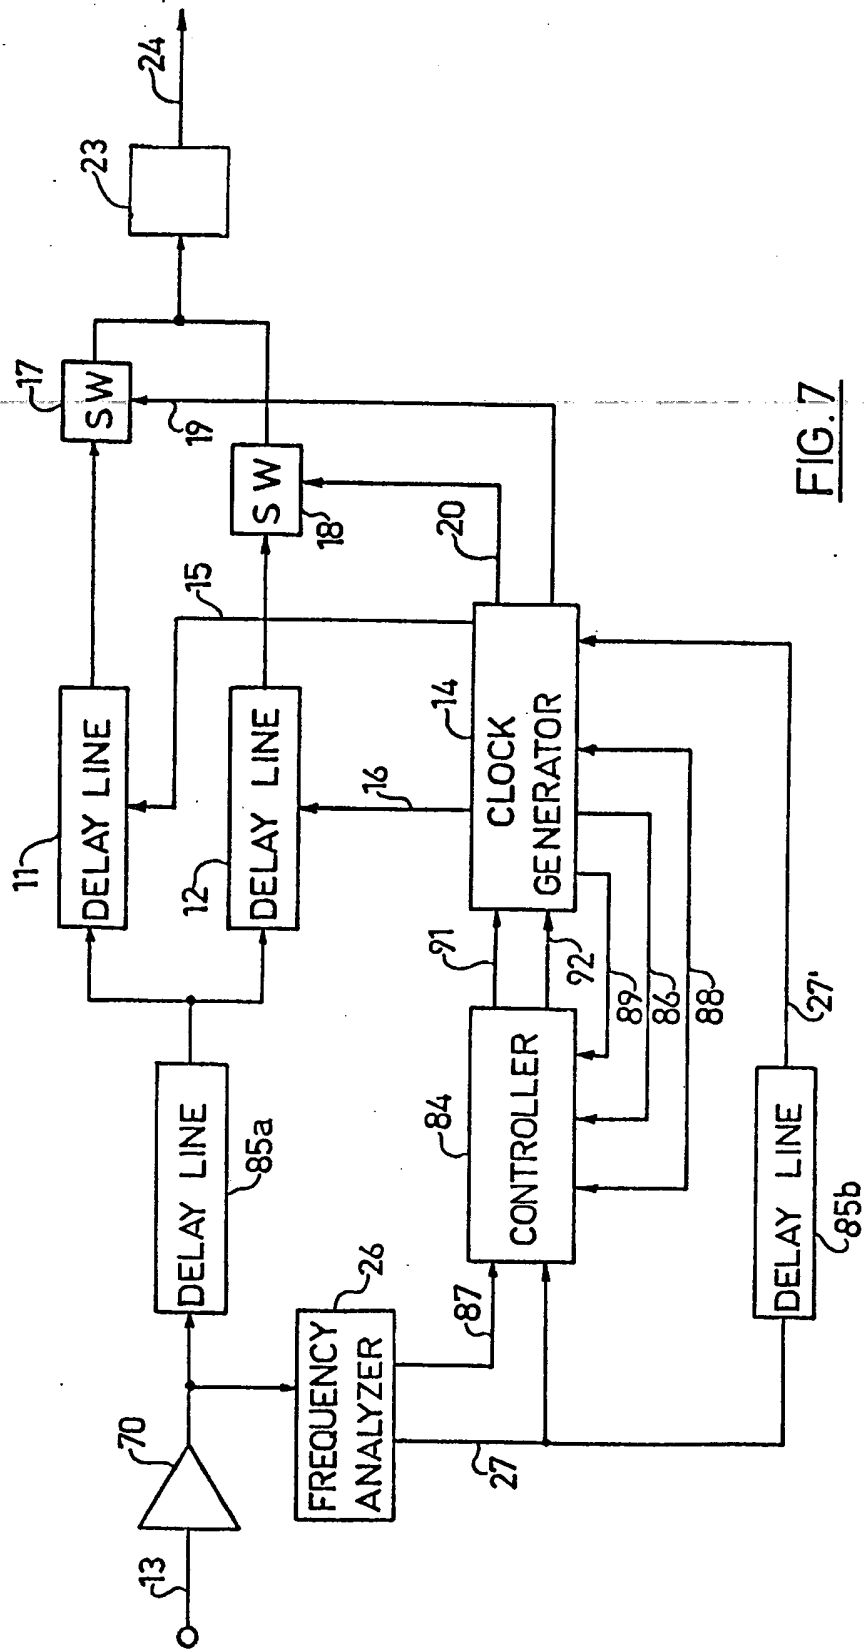 13
70
DELAY LINE
85a
11
DELAY LINE
12
DELAY LINE
15
16
17
SW
18
SW
19
20
23
24
FREQUENCY
ANALYZER
26
27
87
84
CONTROLLER
91
92
89
86
88
14
CLOCK
GENERATOR
DELAY LINE
85b
27'
FIG. 7